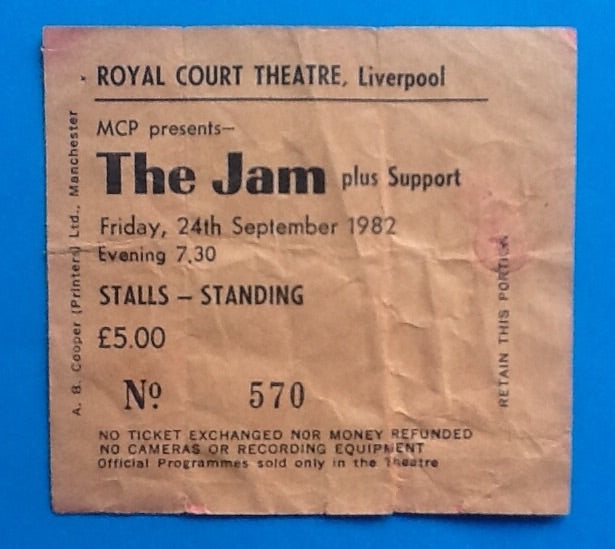 ROYAL COURT THEATRE, Liverpool
MCP presents—
The Jam plus Support
Friday, 24th September 1982
Evening 7.30
STALLS – STANDING
£5.00
Nº 570
NO TICKET EXCHANGED NOR MONEY REFUNDED
NO CAMERAS OR RECORDING EQUIPMENT
Official Programmes sold only in the Theatre
A. B. Cooper (Printers) Ltd., Manchester
RETAIN THIS PORTION